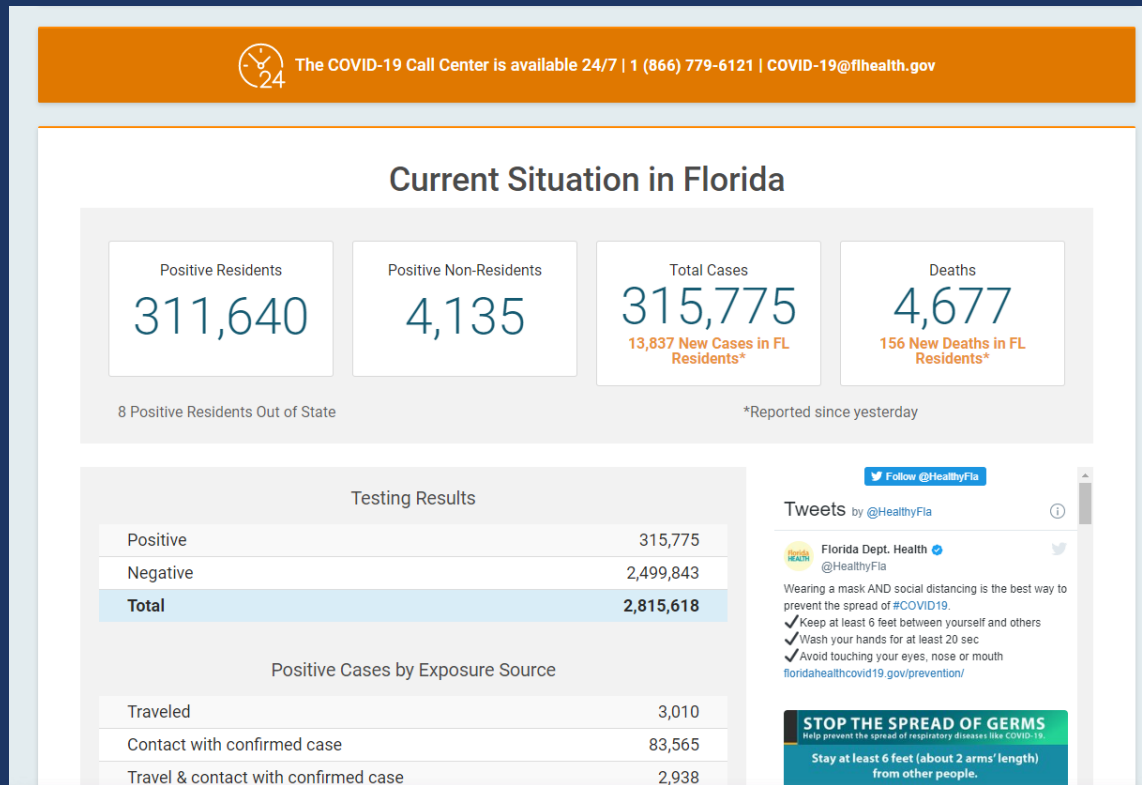 24
The COVID-19 Call Center is available 24/7 | 1 (866) 779-6121 | COVID-19@flhealth.gov
Current Situation in Florida
Positive Residents
311,640
Positive Non-Residents
4,135
Total Cases
315,775
13,837 New Cases in FL
Residents*
Deaths
4,677
156 New Deaths in FL
Residents*
8 Positive Residents Out of State
*Reported since yesterday
Testing Results
Positive 315,775
Negative 2,499,843
Total 2,815,618
Positive Cases by Exposure Source
Traveled 3,010
Contact with confirmed case 83,565
Travel & contact with confirmed case 2,938
Follow @HealthyFla
Tweets by @HealthyFla
Florida HEALTH
Florida Dept. Health
@HealthyFla
Wearing a mask AND social distancing is the best way to
prevent the spread of #COVID19.
✔Keep at least 6 feet between yourself and others
✔Wash your hands for at least 20 sec
✔Avoid touching your eyes, nose or mouth
floridahealthcovid19.gov/prevention/
STOP THE SPREAD OF GERMS
Help prevent the spread of respiratory diseases like COVID-19.
Stay at least 6 feet (about 2 arms' length)
from other people.